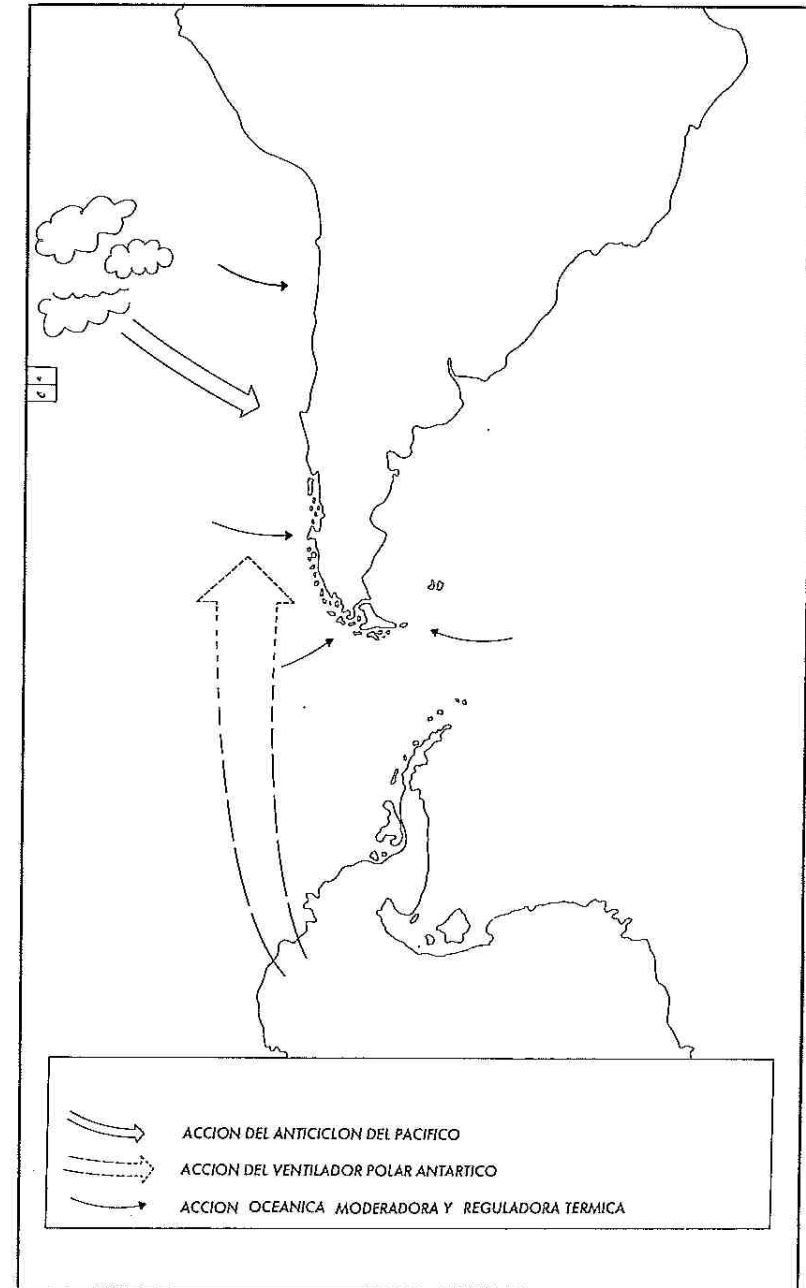 ACCION DEL ANTICICLON DEL PACIFICO
ACCION DEL VENTILADOR POLAR ANTARTICO
ACCION OCEANICA MODERADORA Y REGULADORA TERMICA